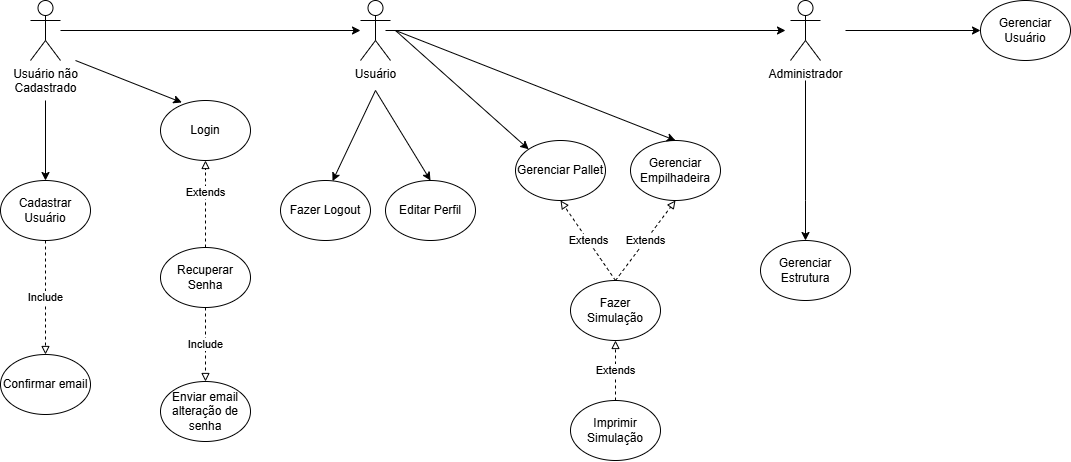 Gerenciar
Usuário
Usuário não
Cadastrado
Usuário
Administrador
Login
Gerenciar Pallet
Gerenciar
Empilhadeira
Extends
Cadastrar
Usuário
Fazer Logout
Editar Perfil
Extends
Extends
Recuperar
Senha
Gerenciar
Estrutura
Include
Fazer
Simulação
Include
Extends
Confirmar email
Enviar email
alteração de
senha
Imprimir
Simulação